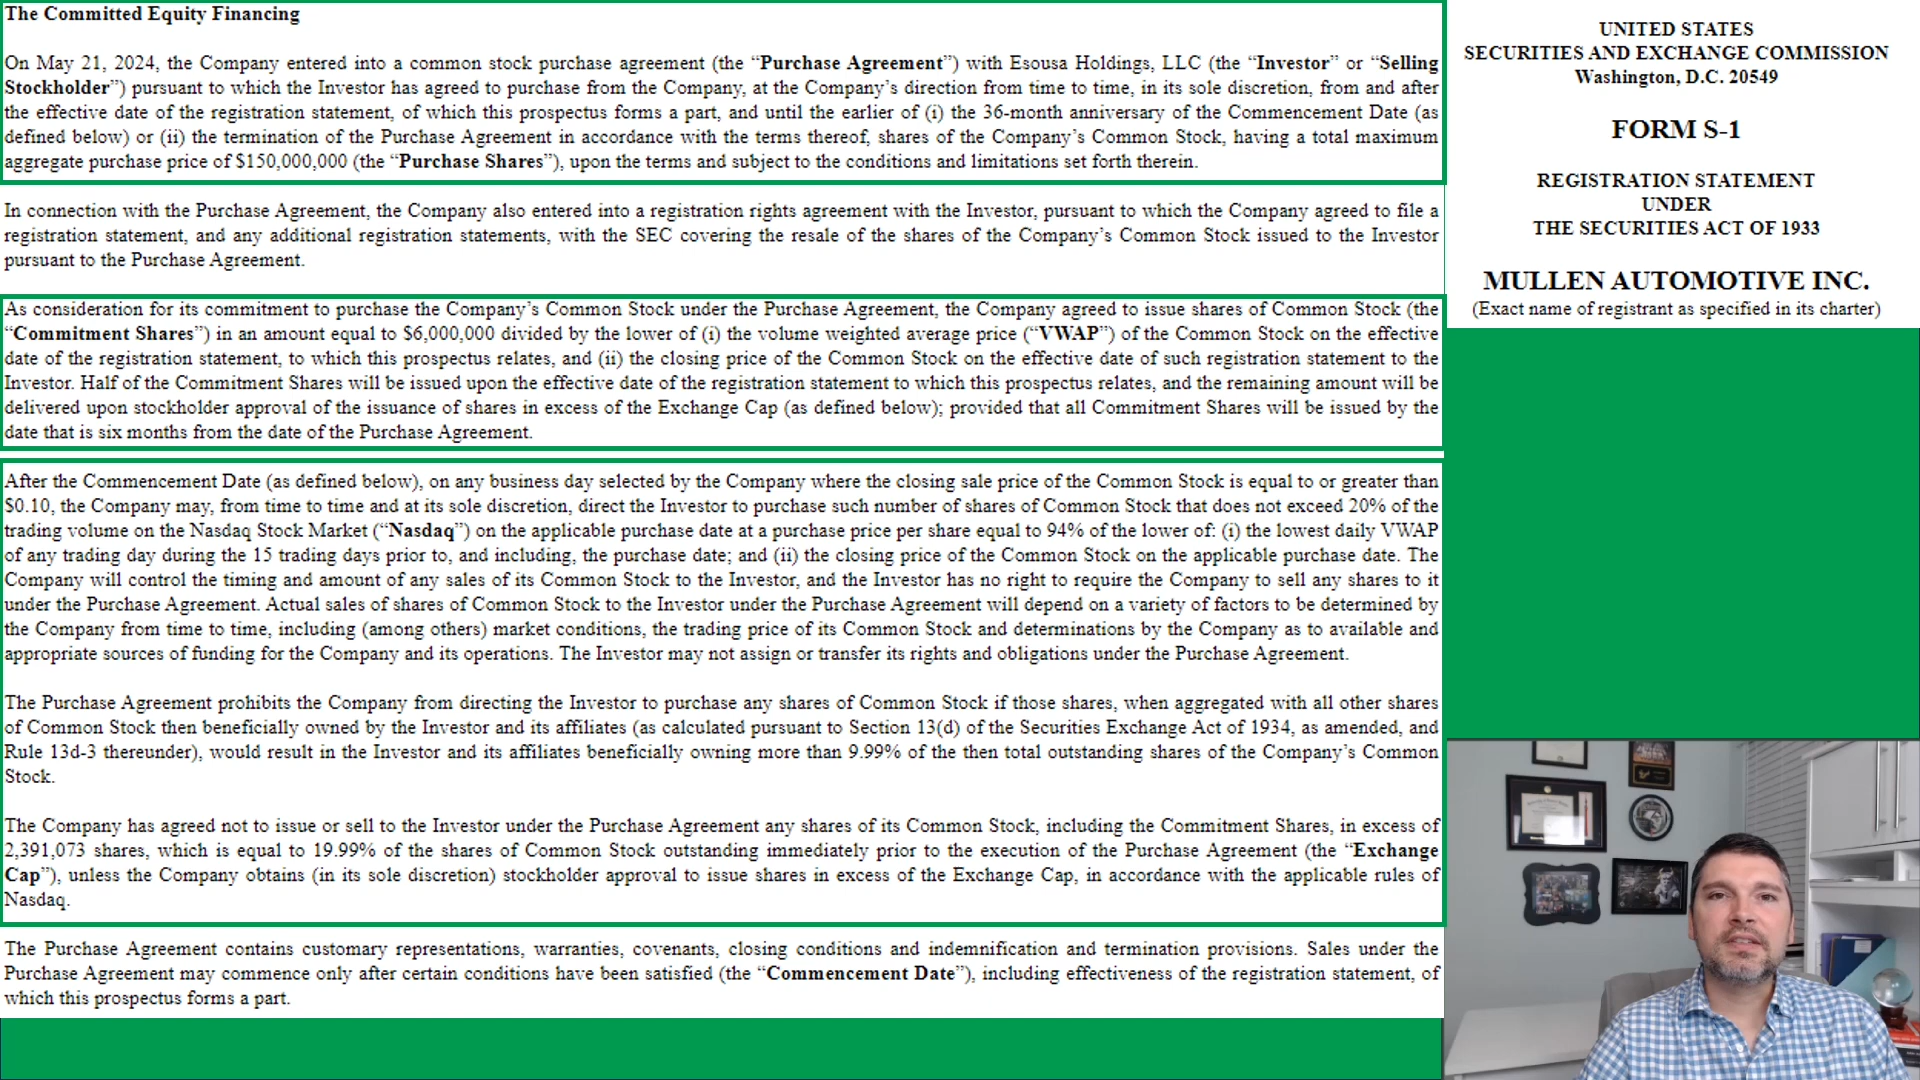 The Committed Equity Financing
On May 21, 2024, the Company entered into a common stock purchase agreement (the “Purchase Agreement”) with Esousa Holdings, LLC (the “Investor” or “Selling
Stockholder”) pursuant to which the Investor has agreed to purchase from the Company, at the Company’s direction from time to time, in its sole discretion, from and after
the effective date of the registration statement, of which this prospectus forms a part, and until the earlier of (i) the 36-month anniversary of the Commencement Date (as
defined below) or (ii) the termination of the Purchase Agreement in accordance with the terms thereof, shares of the Company’s Common Stock, having a total maximum
aggregate purchase price of $150,000,000 (the “Purchase Shares”), upon the terms and subject to the conditions and limitations set forth therein.
In connection with the Purchase Agreement, the Company also entered into a registration rights agreement with the Investor, pursuant to which the Company agreed to file a
registration statement, and any additional registration statements, with the SEC covering the resale of the shares of the Company’s Common Stock issued to the Investor
pursuant to the Purchase Agreement.
As consideration for its commitment to purchase the Company’s Common Stock under the Purchase Agreement, the Company agreed to issue shares of Common Stock (the
“Commitment Shares”) in an amount equal to $6,000,000 divided by the lower of (i) the volume weighted average price (“VWAP”) of the Common Stock on the effective
date of the registration statement, to which this prospectus relates, and (ii) the closing price of the Common Stock on the effective date of such registration statement to the
Investor. Half of the Commitment Shares will be issued upon the effective date of the registration statement to which this prospectus relates, and the remaining amount will be
delivered upon stockholder approval of the issuance of shares in excess of the Exchange Cap (as defined below); provided that all Commitment Shares will be issued by the
date that is six months from the date of the Purchase Agreement.
After the Commencement Date (as defined below), on any business day selected by the Company where the closing sale price of the Common Stock is equal to or greater than
$0.10, the Company may, from time to time and at its sole discretion, direct the Investor to purchase such number of shares of Common Stock that does not exceed 20% of the
trading volume on the Nasdaq Stock Market (“Nasdaq”) on the applicable purchase date at a purchase price per share equal to 94% of the lower of: (i) the lowest daily VWAP
of any trading day during the 15 trading days prior to, and including, the purchase date; and (ii) the closing price of the Common Stock on the applicable purchase date. The
Company will control the timing and amount of any sales of its Common Stock to the Investor, and the Investor has no right to require the Company to sell any shares to it
under the Purchase Agreement. Actual sales of shares of Common Stock to the Investor under the Purchase Agreement will depend on a variety of factors to be determined by
the Company from time to time, including (among others) market conditions, the trading price of its Common Stock and determinations by the Company as to available and
appropriate sources of funding for the Company and its operations. The Investor may not assign or transfer its rights and obligations under the Purchase Agreement.
The Purchase Agreement prohibits the Company from directing the Investor to purchase any shares of Common Stock if those shares, when aggregated with all other shares
of Common Stock then beneficially owned by the Investor and its affiliates (as calculated pursuant to Section 13(d) of the Securities Exchange Act of 1934, as amended, and
Rule 13d-3 thereunder), would result in the Investor and its affiliates beneficially owning more than 9.99% of the then total outstanding shares of the Company’s Common
Stock.
The Company has agreed not to issue or sell to the Investor under the Purchase Agreement any shares of its Common Stock, including the Commitment Shares, in excess of
2,391,073 shares, which is equal to 19.99% of the shares of Common Stock outstanding immediately prior to the execution of the Purchase Agreement (the “Exchange
Cap”), unless the Company obtains (in its sole discretion) stockholder approval to issue shares in excess of the Exchange Cap, in accordance with the applicable rules of
Nasdaq.
The Purchase Agreement contains customary representations, warranties, covenants, closing conditions and indemnification and termination provisions. Sales under the
Purchase Agreement may commence only after certain conditions have been satisfied (the “Commencement Date”), including effectiveness of the registration statement, of
which this prospectus forms a part.
UNITED STATES
SECURITIES AND EXCHANGE COMMISSION
Washington, D.C. 20549
FORM S-1
REGISTRATION STATEMENT
UNDER
THE SECURITIES ACT OF 1933
MULLEN AUTOMOTIVE INC.
(Exact name of registrant as specified in its charter)